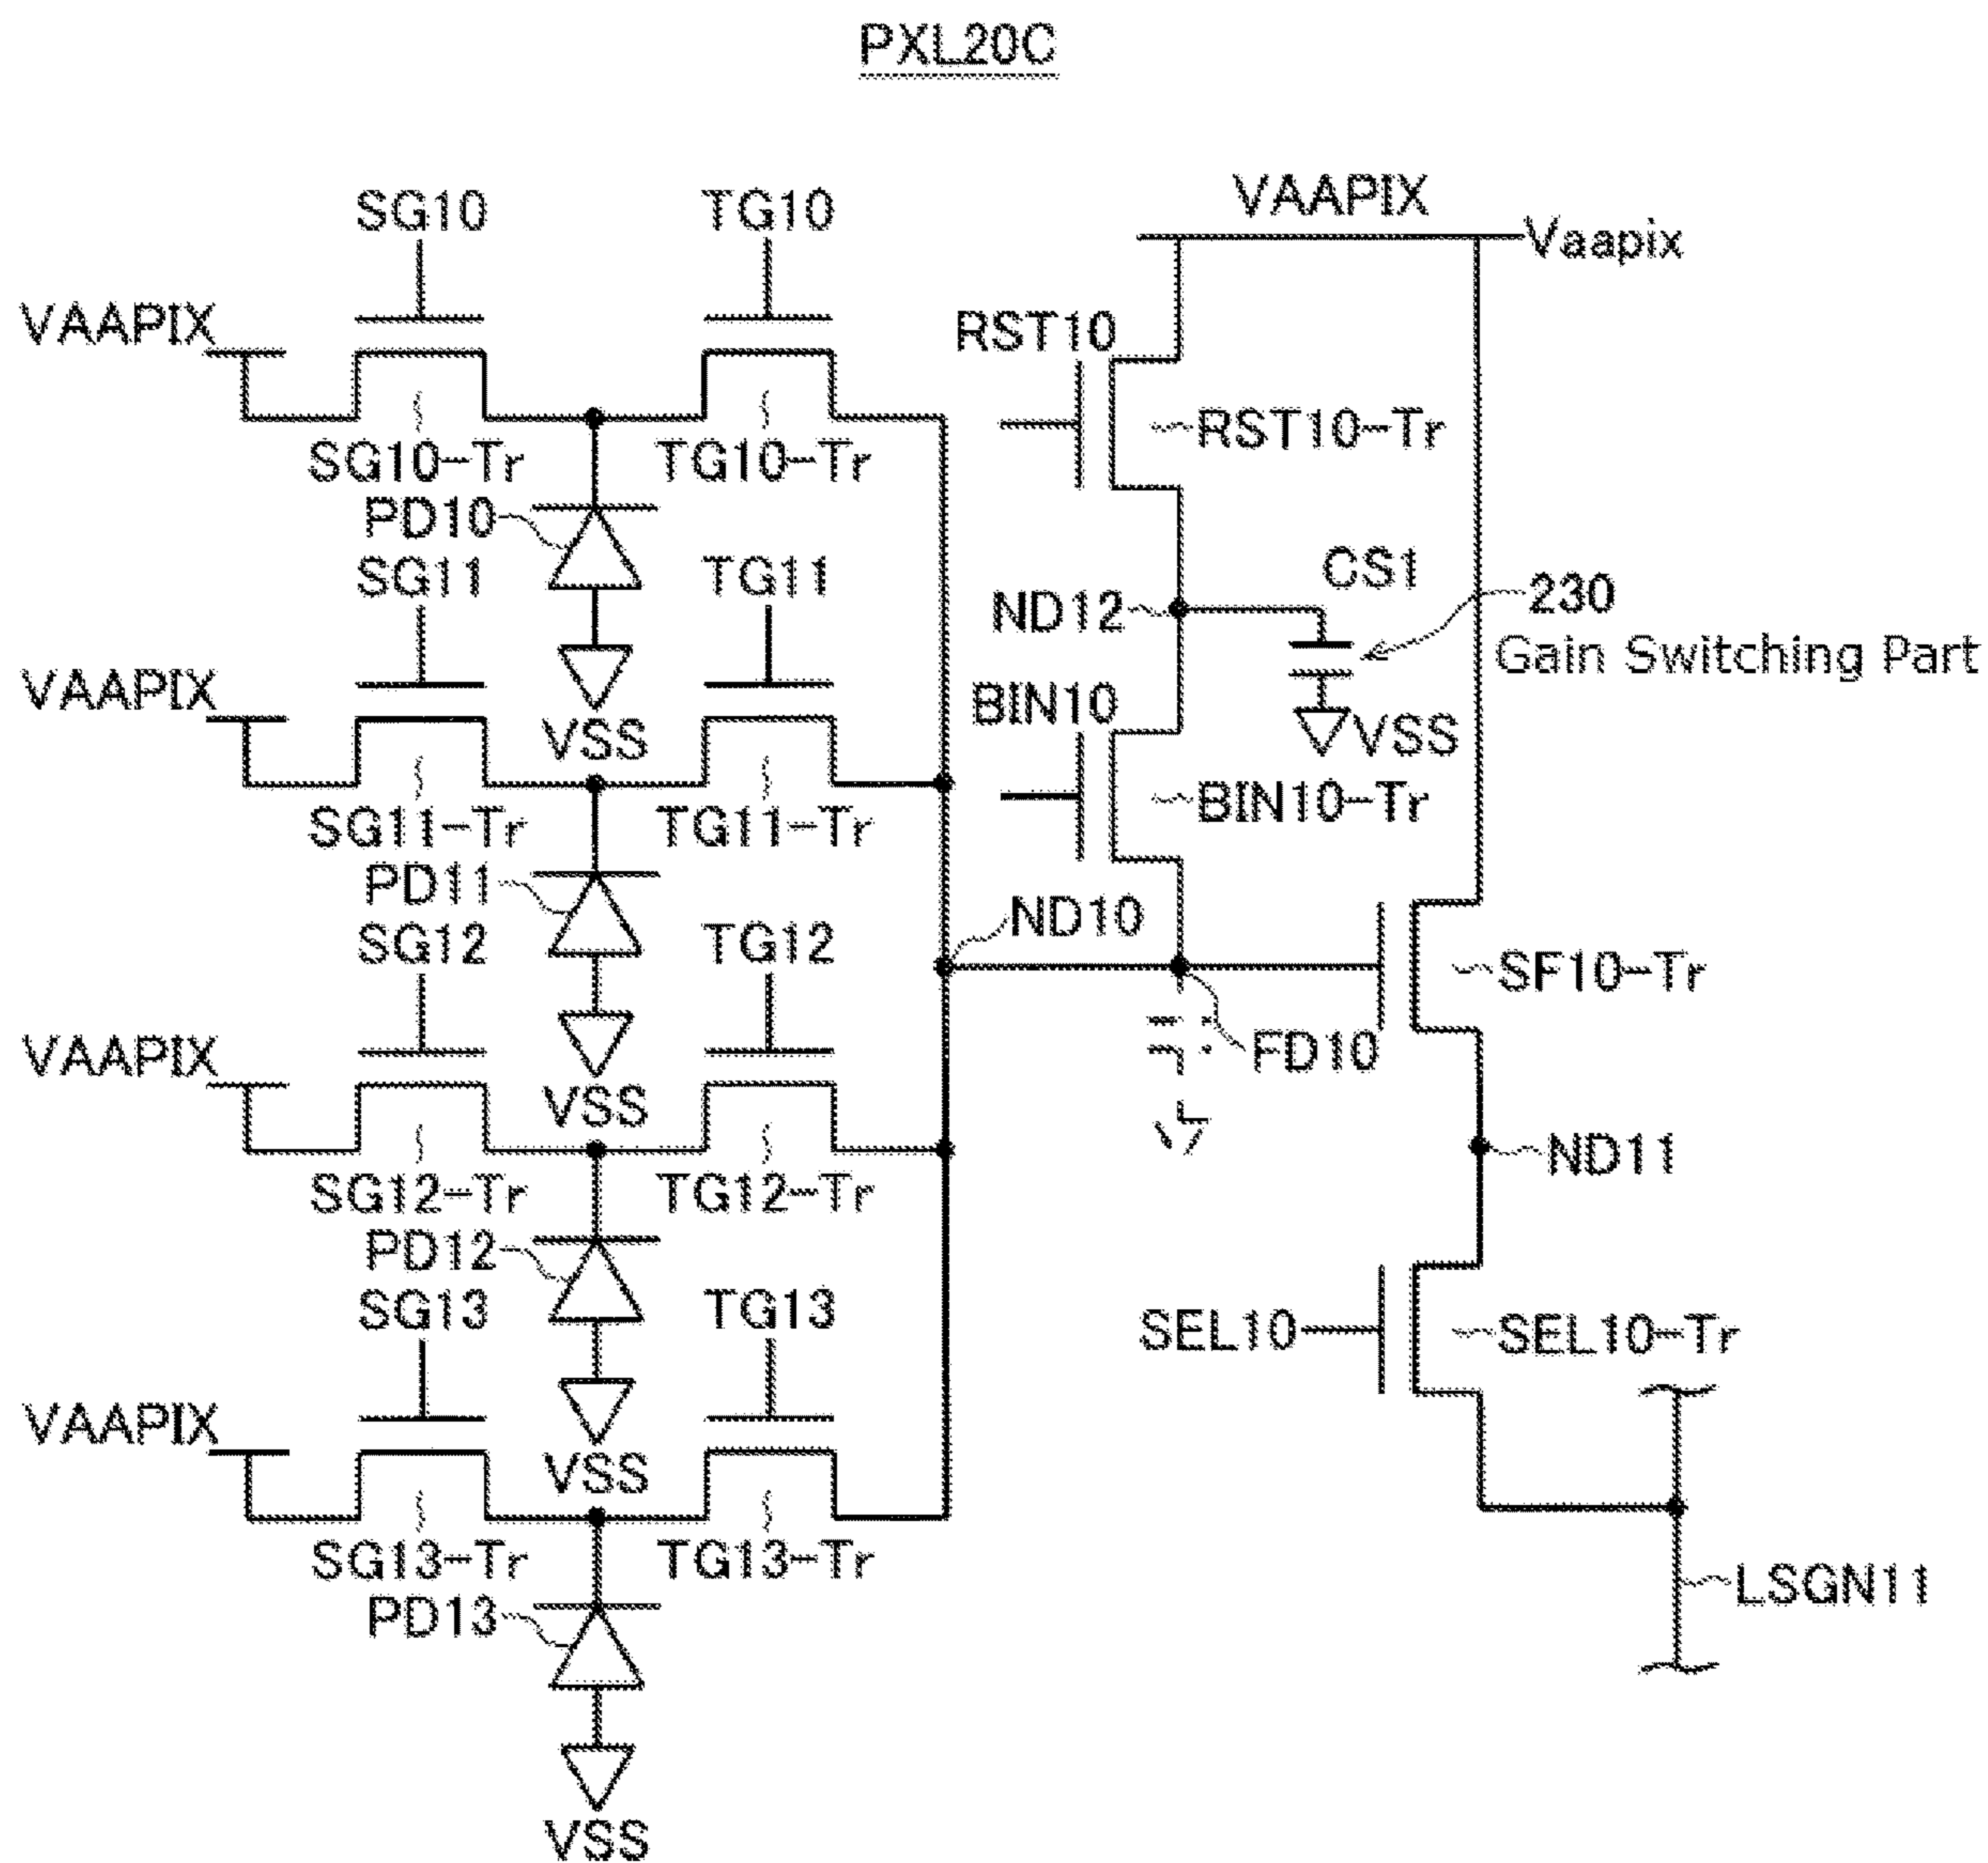 PXL20C
SG10 TG10 VAAPIX
Vaapix
VAAPIX RST10
SG10-Tr TG10-Tr RST10-Tr
PD10
SG11 TG11 CS1
ND12 230
VAAPIX Gain Switching Part
VSS BIN10 VSS
SG11-Tr TG11-Tr BIN10-Tr
PD11
SG12 TG12 ND10
SF10-Tr
VAAPIX FD10
VSS
SG12-Tr TG12-Tr ND11
PD12
SG13 TG13 SEL10 SEL10-Tr
VAAPIX
VSS
SG13-Tr TG13-Tr
PD13 LSGN11
VSS